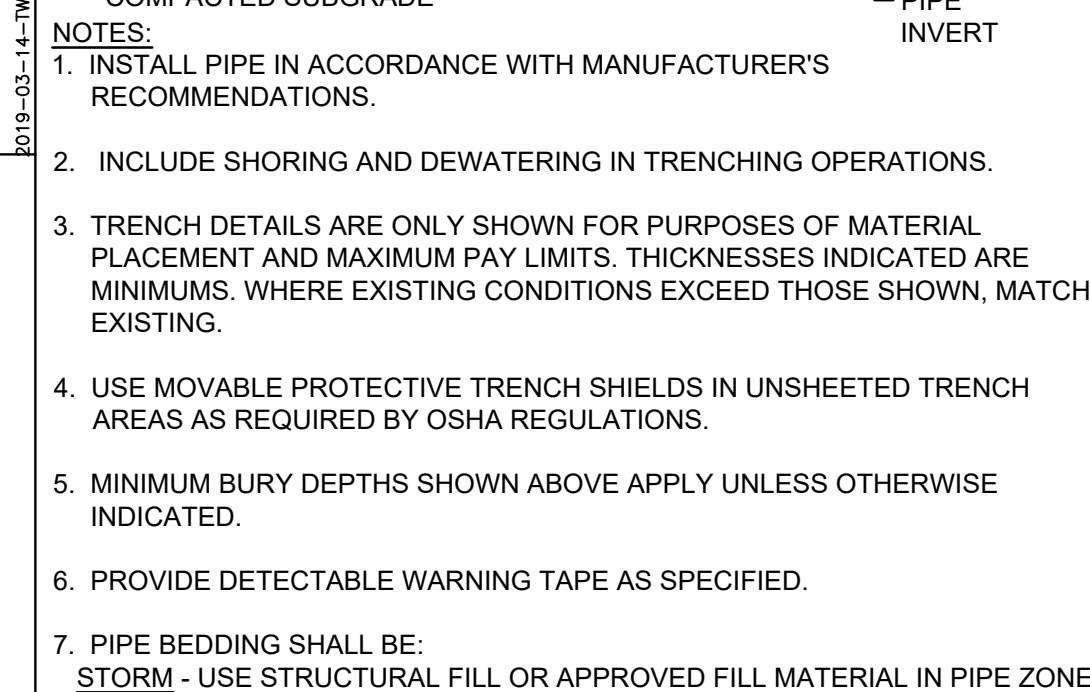 COMPACTED SUBGRADE
PIPE
INVERT
2019-03-14-TW
NOTES:
1. INSTALL PIPE IN ACCORDANCE WITH MANUFACTURER'S
RECOMMENDATIONS.
2. INCLUDE SHORING AND DEWATERING IN TRENCHING OPERATIONS.
3. TRENCH DETAILS ARE ONLY SHOWN FOR PURPOSES OF MATERIAL
PLACEMENT AND MAXIMUM PAY LIMITS. THICKNESSES INDICATED ARE
MINIMUMS. WHERE EXISTING CONDITIONS EXCEED THOSE SHOWN, MATCH
EXISTING.
4. USE MOVABLE PROTECTIVE TRENCH SHIELDS IN UNSHEETED TRENCH
AREAS AS REQUIRED BY OSHA REGULATIONS.
5. MINIMUM BURY DEPTHS SHOWN ABOVE APPLY UNLESS OTHERWISE
INDICATED.
6. PROVIDE DETECTABLE WARNING TAPE AS SPECIFIED.
7. PIPE BEDDING SHALL BE:
STORM - USE STRUCTURAL FILL OR APPROVED FILL MATERIAL IN PIPE ZONE